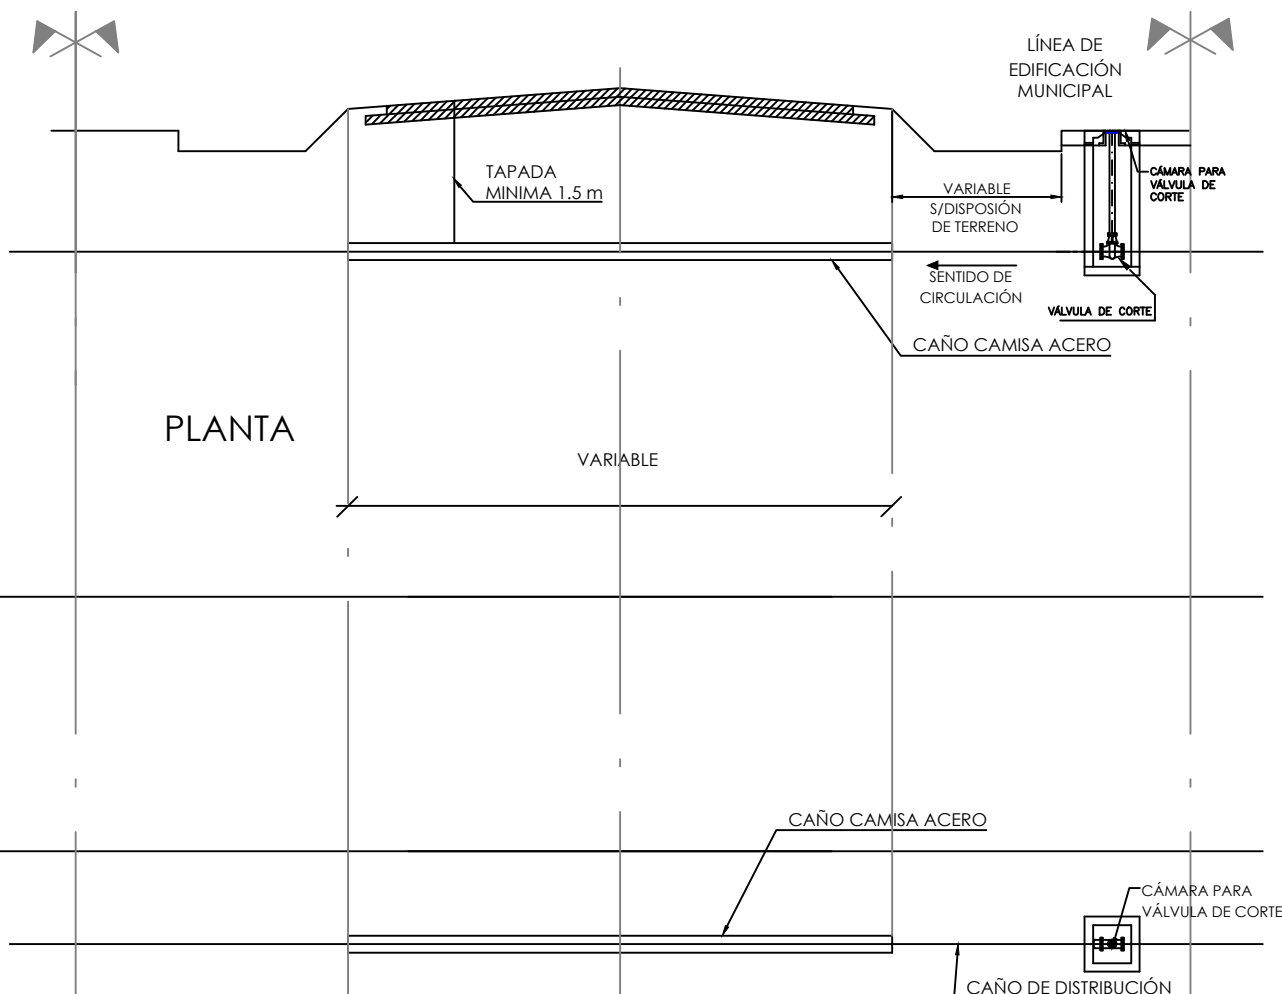 LÍNEA DE
EDIFICACIÓN
MUNICIPAL
TAPADA
MINIMA 1.5 m
CÁMARA PARA
VÁLVULA DE
CORTE
VARIABLE
S/DISPOSIÓN
DE TERRENO
SENTIDO DE
CIRCULACIÓN
VÁLVULA DE CORTE
CAÑO CAMISA ACERO
PLANTA
VARIABLE
CAÑO CAMISA ACERO
CÁMARA PARA
VÁLVULA DE CORTE
CAÑO DE DISTRIBUCIÓN